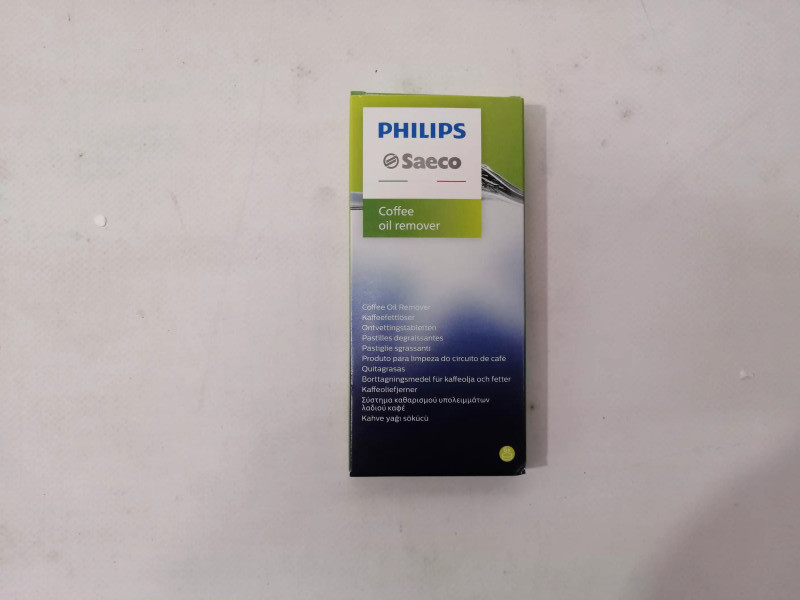 PHILIPS
Saeco
Coffee
oil remover
Coffee Oil Remover
Kaffeefettlöser
Ontvettingstabletten
Pastilles dégraissantes
Pastiglie sgrassanti
Produto para limpeza do circuito de café
Quitagrasas
Borttagningsmedel für kaffeolja och fetter
Kaffeoliefjerner
Σύστημα καθαρισμού υπολειμμάτων
λαδιού καφέ
Kahve yağı sökücü